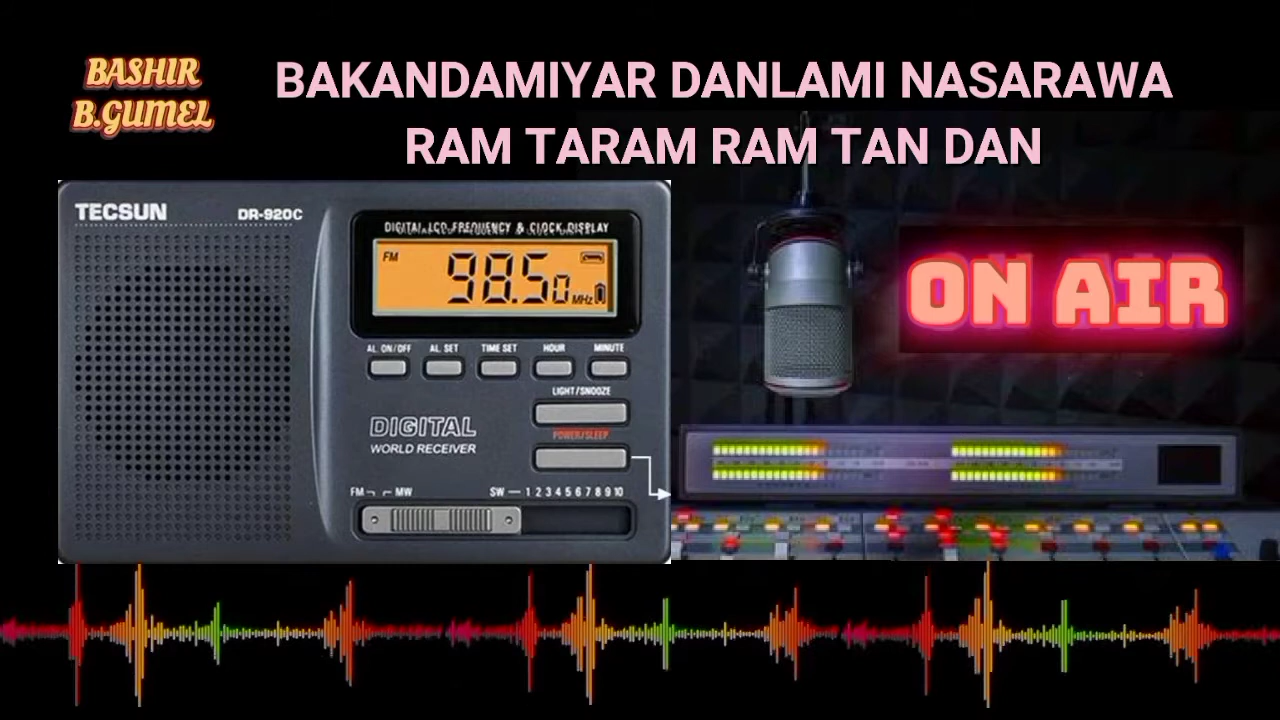 BASHIR
B.GUMEL
BAKANDAMIYAR DANLAMI NASARAWA
RAM TARAM RAM TAN DAN
TECSUN
DR-920C
DIGITAL LCD FREQUENCY & CLOCK DISPLAY
FM
98.50
MHz
AL. ON/OFF AL. SET TIME SET HOUR MINUTE
LIGHT/SNOOZE
DIGITAL
POWER/SLEEP
WORLD RECEIVER
FM MW SW 1 2 3 4 5 6 7 8 9 10
ON AIR